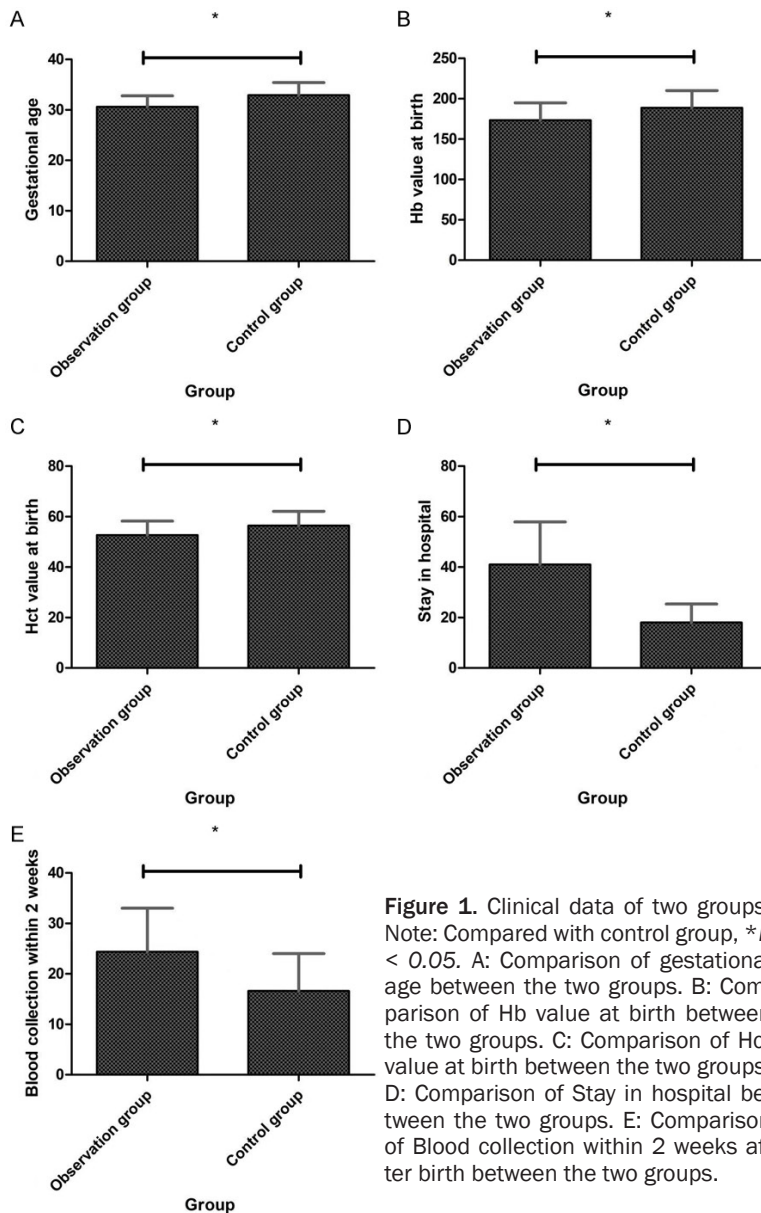 A
*
Gestational age
40
30
20
10
0
Observation group
Control group
Group
B
*
Hb value at birth
250
200
150
100
50
0
Observation group
Control group
Group
C
*
Hct value at birth
80
60
40
20
0
Observation group
Control group
Group
D
*
Stay in hospital
80
60
40
20
0
Observation group
Control group
Group
E
*
Blood collection within 2 weeks
40
30
20
10
0
Observation group
Control group
Group
Figure 1. Clinical data of two groups
Note: Compared with control group, *
< 0.05. A: Comparison of gestational
age between the two groups. B: Com
parison of Hb value at birth between
the two groups. C: Comparison of Hc
value at birth between the two groups
D: Comparison of Stay in hospital be
tween the two groups. E: Comparison
of Blood collection within 2 weeks af
ter birth between the two groups.